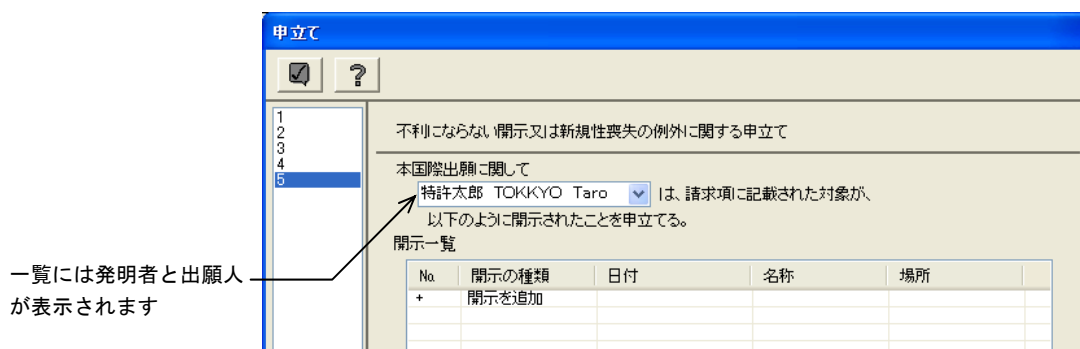 申立て
1
2
3
4
5
不利にならない開示又は新規性喪失の例外に関する申立て
本国際出願に関して
特許太郎 TOKKYO Taro は、請求項に記載された対象が、
以下のように開示されたことを申立てる。
開示一覧
No. 開示の種類 日付 名称 場所
+ 開示を追加
一覧には発明者と出願人
が表示されます